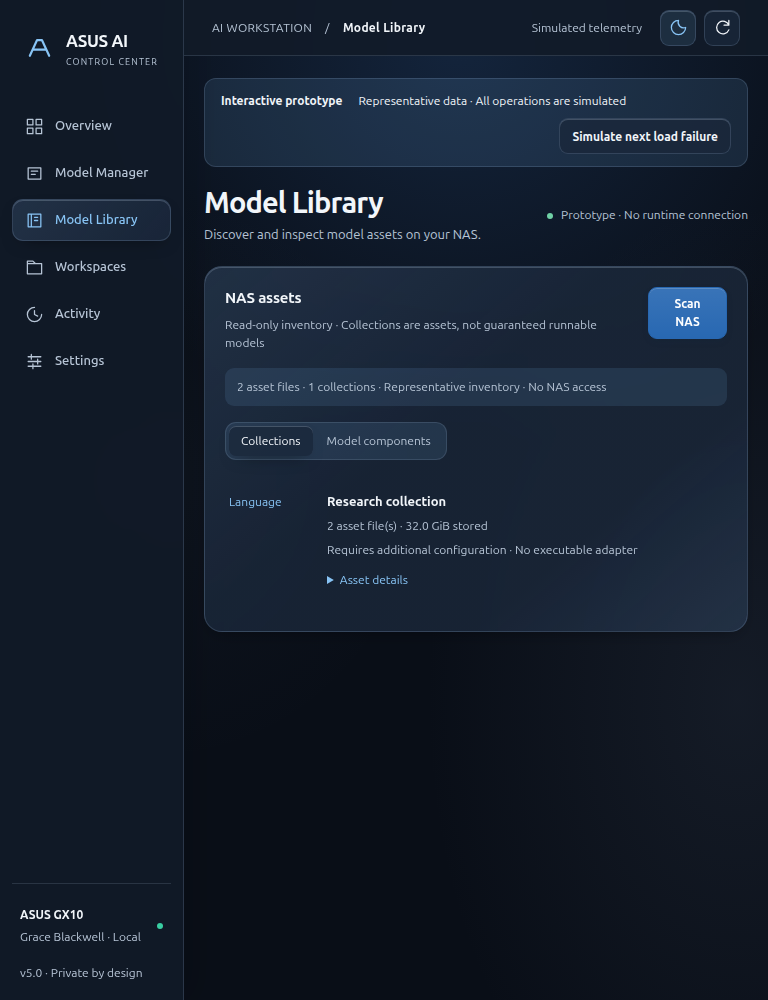 ASUS AI
CONTROL CENTER
Overview
Model Manager
Model Library
Workspaces
Activity
Settings
ASUS GX10
Grace Blackwell · Local
v5.0 · Private by design
AI WORKSTATION / Model Library
Simulated telemetry
Interactive prototype Representative data · All operations are simulated
Simulate next load failure
Model Library
Discover and inspect model assets on your NAS.
Prototype · No runtime connection
NAS assets
Read-only inventory · Collections are assets, not guaranteed runnable
models
Scan
NAS
2 asset files · 1 collections · Representative inventory · No NAS access
Collections Model components
Language
Research collection
2 asset file(s) · 32.0 GiB stored
Requires additional configuration · No executable adapter
Asset details